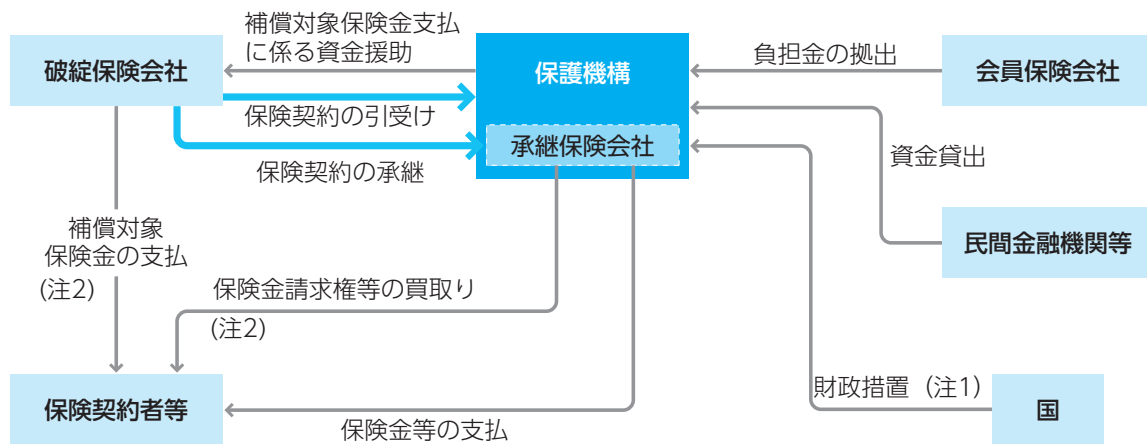 補償対象保険金支払
に係る資金援助
破綻保険会社
保護機構
負担金の拠出
会員保険会社
保険契約の引受け
承継保険会社
保険契約の承継
資金貸出
補償対象
保険金の支払
(注2)
民間金融機関等
保険金請求権等の買取り
(注2)
財政措置（注1）
保険契約者等
国
保険金等の支払